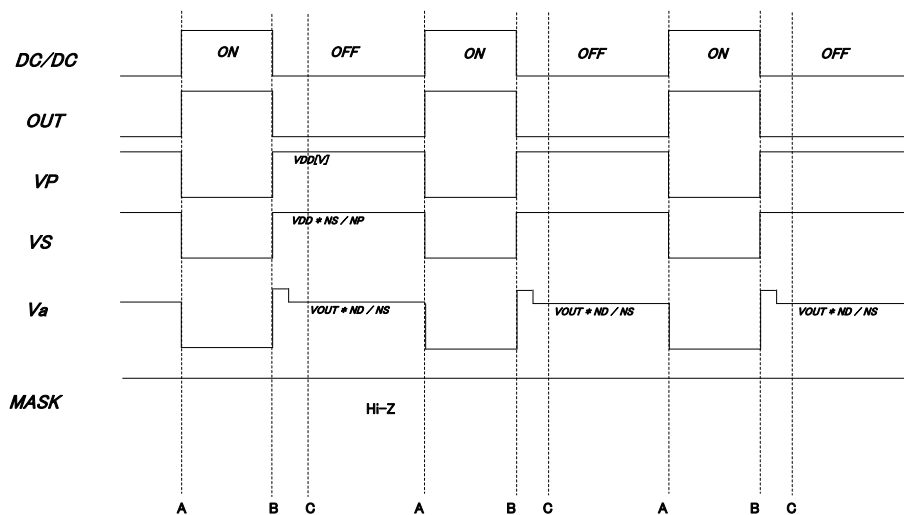 DC/DC ON OFF ON OFF ON OFF
OUT
VP VDD[V]
VS VDD * NS / NP
Va VOUT * ND / NS VOUT * ND / NS VOUT * ND / NS
MASK
Hi-Z
A B C A B C A B C